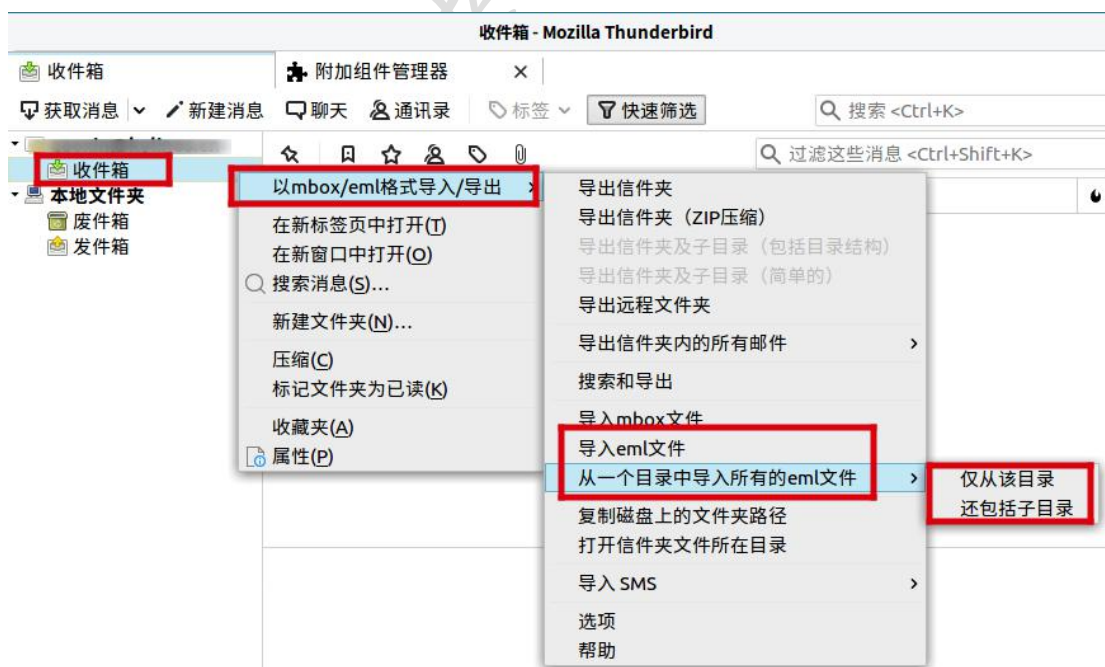 收件箱 - Mozilla Thunderbird
收件箱
附加组件管理器
获取消息
新建消息
聊天
通讯录
标签
快速筛选
搜索 <Ctrl+K>
过滤这些消息 <Ctrl+Shift+K>
收件箱
本地文件夹
废件箱
发件箱
以mbox/eml格式导入/导出
在新标签页中打开(T)
在新窗口中打开(O)
搜索消息(S)...
新建文件夹(N)...
压缩(C)
标记文件夹为已读(K)
收藏夹(A)
属性(P)
导出信件夹
导出信件夹（ZIP压缩）
导出信件夹及子目录（包括目录结构）
导出信件夹及子目录（简单的）
导出远程文件夹
导出信件夹内的所有邮件
搜索和导出
导入mbox文件
导入eml文件
从一个目录中导入所有的eml文件
复制磁盘上的文件夹路径
打开信件夹文件所在目录
导入 SMS
选项
帮助
仅从该目录
还包括子目录